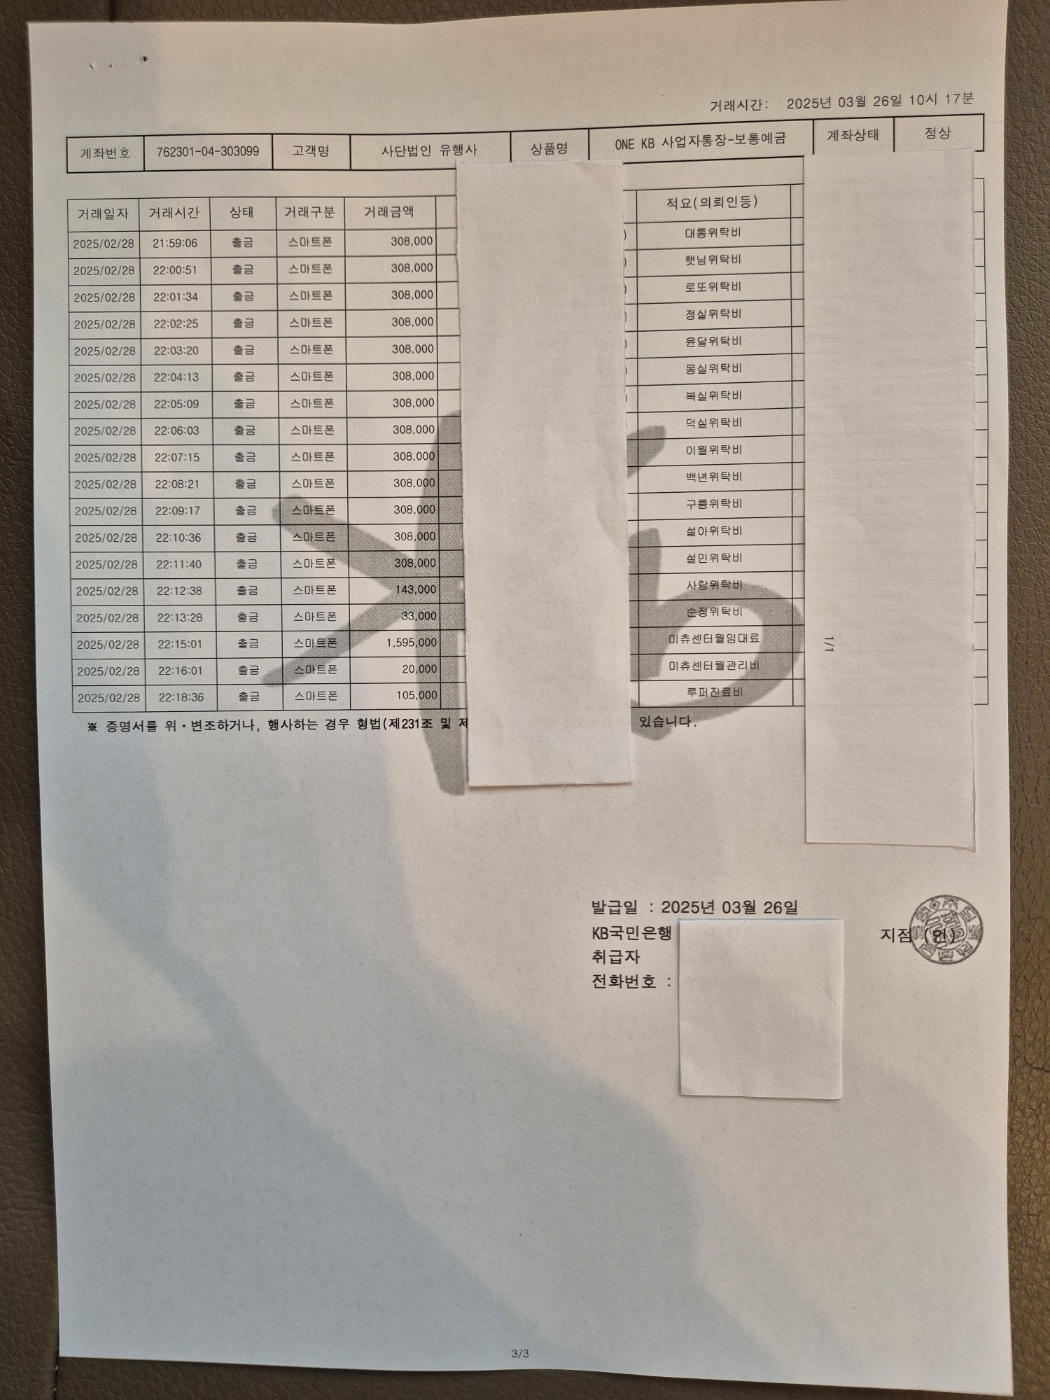 거래시간: 2025년 03월 26일 10시 17분
계좌번호 762301-04-303099 고객명 사단법인 유행사 상품명 ONE KB 사업자통장-보통예금 계좌상태 정상
거래일자 거래시간 상태 거래구분 거래금액 적요(의뢰인등)
2025/02/28 21:59:06 출금 스마트폰 308,000 대통위탁비
2025/02/28 22:00:51 출금 스마트폰 308,000 햇님위탁비
2025/02/28 22:01:34 출금 스마트폰 308,000 로또위탁비
2025/02/28 22:02:25 출금 스마트폰 308,000 정실위탁비
2025/02/28 22:03:20 출금 스마트폰 308,000 윤달위탁비
2025/02/28 22:04:13 출금 스마트폰 308,000 몽실위탁비
2025/02/28 22:05:09 출금 스마트폰 308,000 복실위탁비
2025/02/28 22:06:03 출금 스마트폰 308,000 덕실위탁비
2025/02/28 22:07:15 출금 스마트폰 308,000 이월위탁비
2025/02/28 22:08:21 출금 스마트폰 308,000 백년위탁비
2025/02/28 22:09:17 출금 스마트폰 308,000 구름위탁비
2025/02/28 22:10:36 출금 스마트폰 308,000 설아위탁비
2025/02/28 22:11:40 출금 스마트폰 308,000 설민위탁비
2025/02/28 22:12:38 출금 스마트폰 143,000 사랑위탁비
2025/02/28 22:13:28 출금 스마트폰 33,000 순정위탁비
2025/02/28 22:15:01 출금 스마트폰 1,595,000 미츄센터월임대료
2025/02/28 22:16:01 출금 스마트폰 20,000 미츄센터월관리비
2025/02/28 22:18:36 출금 스마트폰 105,000 루퍼진료비
1/1
※ 증명서를 위·변조하거나, 행사하는 경우 형법(제231조 및 제 있습니다.
발급일 : 2025년 03월 26일
KB국민은행 지점 (인)
취급자
전화번호 :
3/3